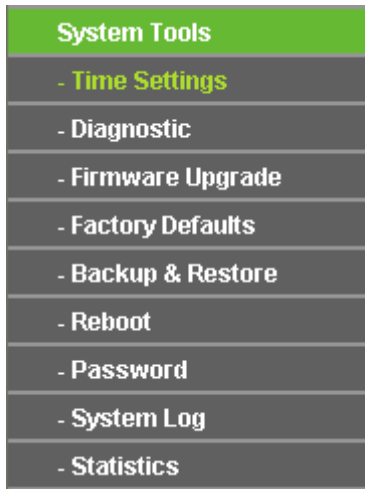 System Tools
- Time Settings
- Diagnostic
- Firmware Upgrade
- Factory Defaults
- Backup & Restore
- Reboot
- Password
- System Log
- Statistics